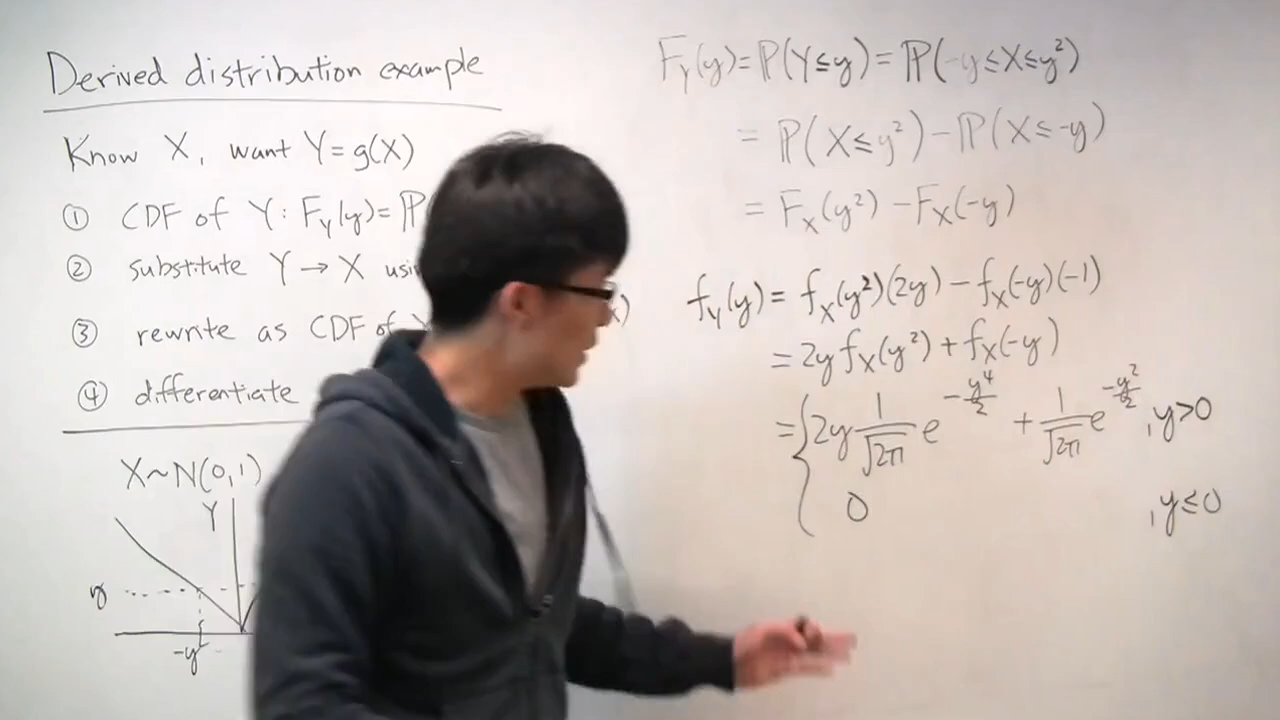 Derived distribution example
Know X, want Y=g(X)
① CDF of Y: F_Y(y)=ℙ(
② substitute Y→X
③ rewrite as CDF of
④ differentiate
X~N(0,1)
Y
y
-y
F_Y(y)=ℙ(Y≤y)=ℙ(-y≤X≤y²)
=ℙ(X≤y²)-ℙ(X≤-y)
=F_X(y²)-F_X(-y)
f_Y(y)=f_X(y²)(2y)-f_X(-y)(-1)
=2y f_X(y²)+f_X(-y)
={2y 1/√2π e^(-y⁴/2) + 1/√2π e^(-y²/2), y>0
0 , y≤0